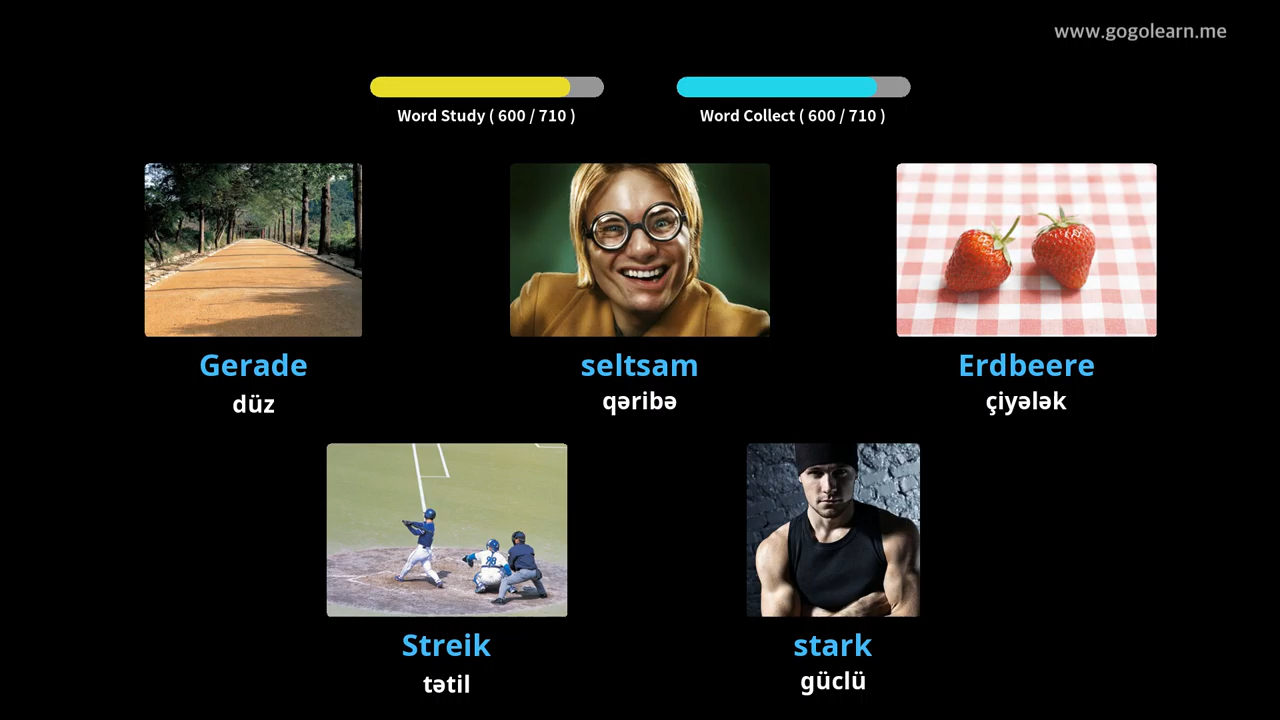 www.gogolearn.me
Word Study ( 600 / 710 )
Word Collect ( 600 / 710 )
Gerade
düz
seltsam
qəribə
Erdbeere
çiyələk
Streik
tətil
stark
güclü